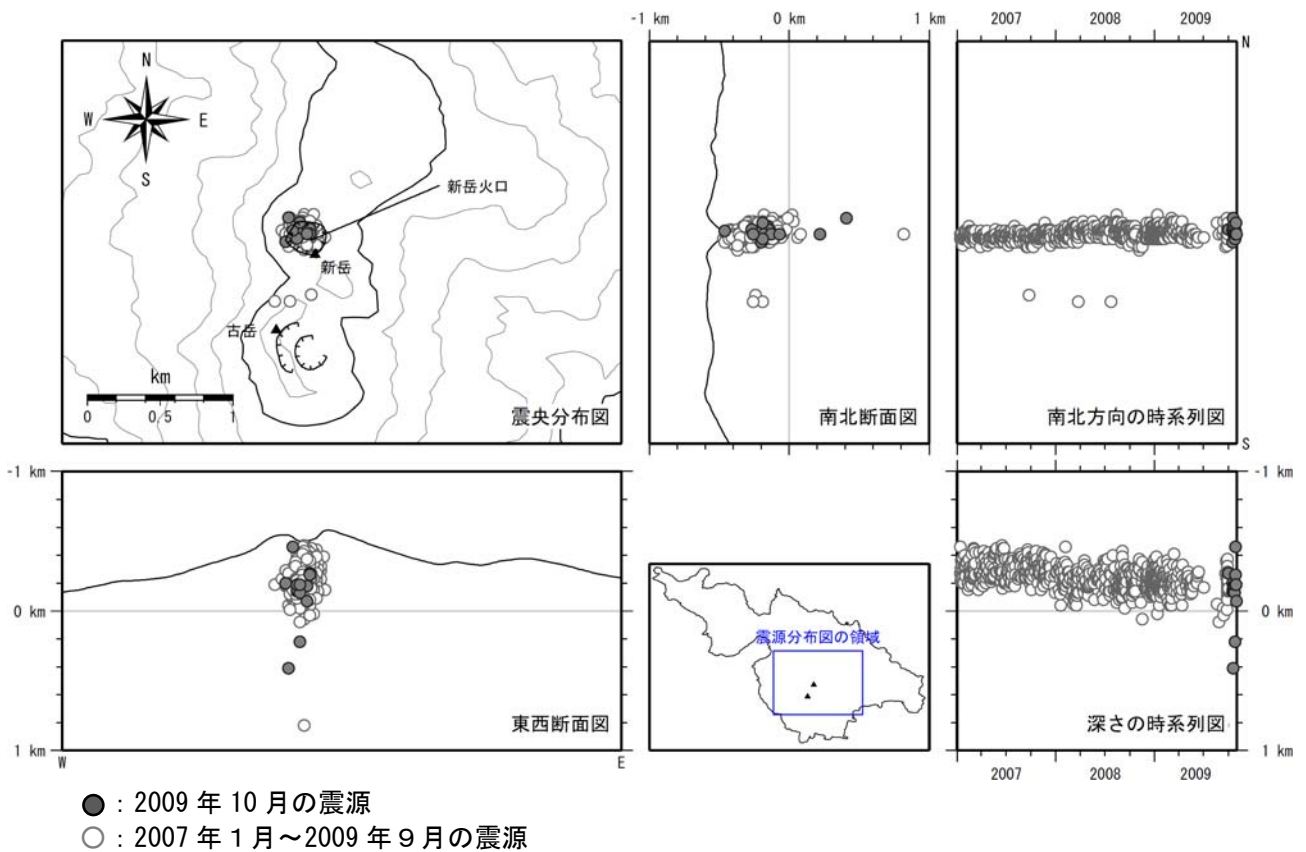 -1 km 0 km 1 km
2007 2008 2009
N
W E
S
新岳火口
新岳
古岳
km
0 0.5 1
震央分布図
南北断面図
N
南北方向の時系列図
S
-1 km
0 km
1 km
東西断面図
W E
震源分布図の領域
-1 km
0 km
1 km
深さの時系列図
2007 2008 2009
：2009 年 10 月の震源
：2007 年 1 月～2009 年 9 月の震源